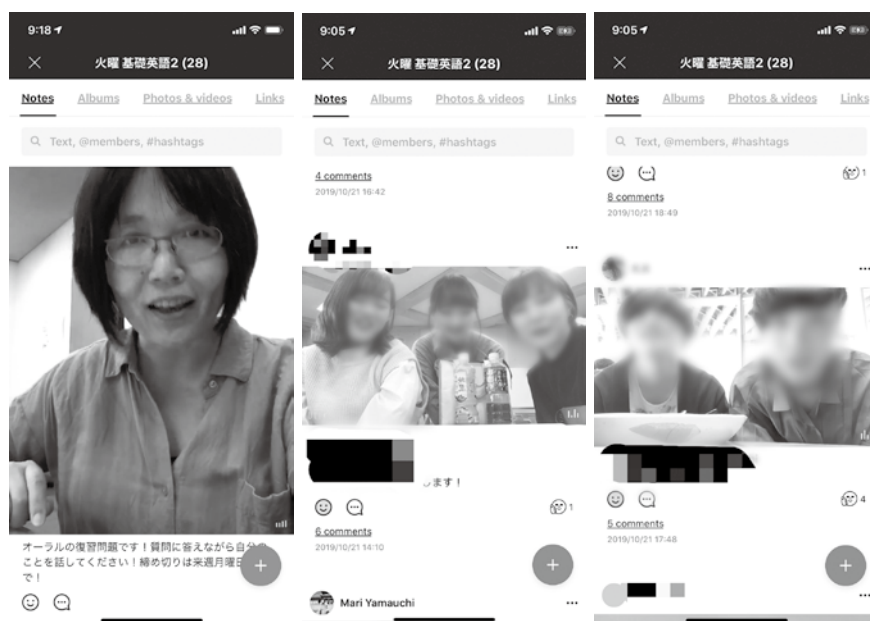 9:18
火曜 基礎英語2 (28)
Notes Albums Photos & videos Links
Text, @members, #hashtags
オーラルの復習問題です！質問に答えながら自分の
ことを話してください！締め切りは来週月曜日
で！
9:05
火曜 基礎英語2 (28)
Notes Albums Photos & videos Links
Text, @members, #hashtags
4 comments
2019/10/21 16:42
します！
1
6 comments
2019/10/21 14:10
Mari Yamauchi
9:05
火曜 基礎英語2 (28)
Notes Albums Photos & videos Links
Text, @members, #hashtags
1
8 comments
2019/10/21 18:49
4
5 comments
2019/10/21 17:48